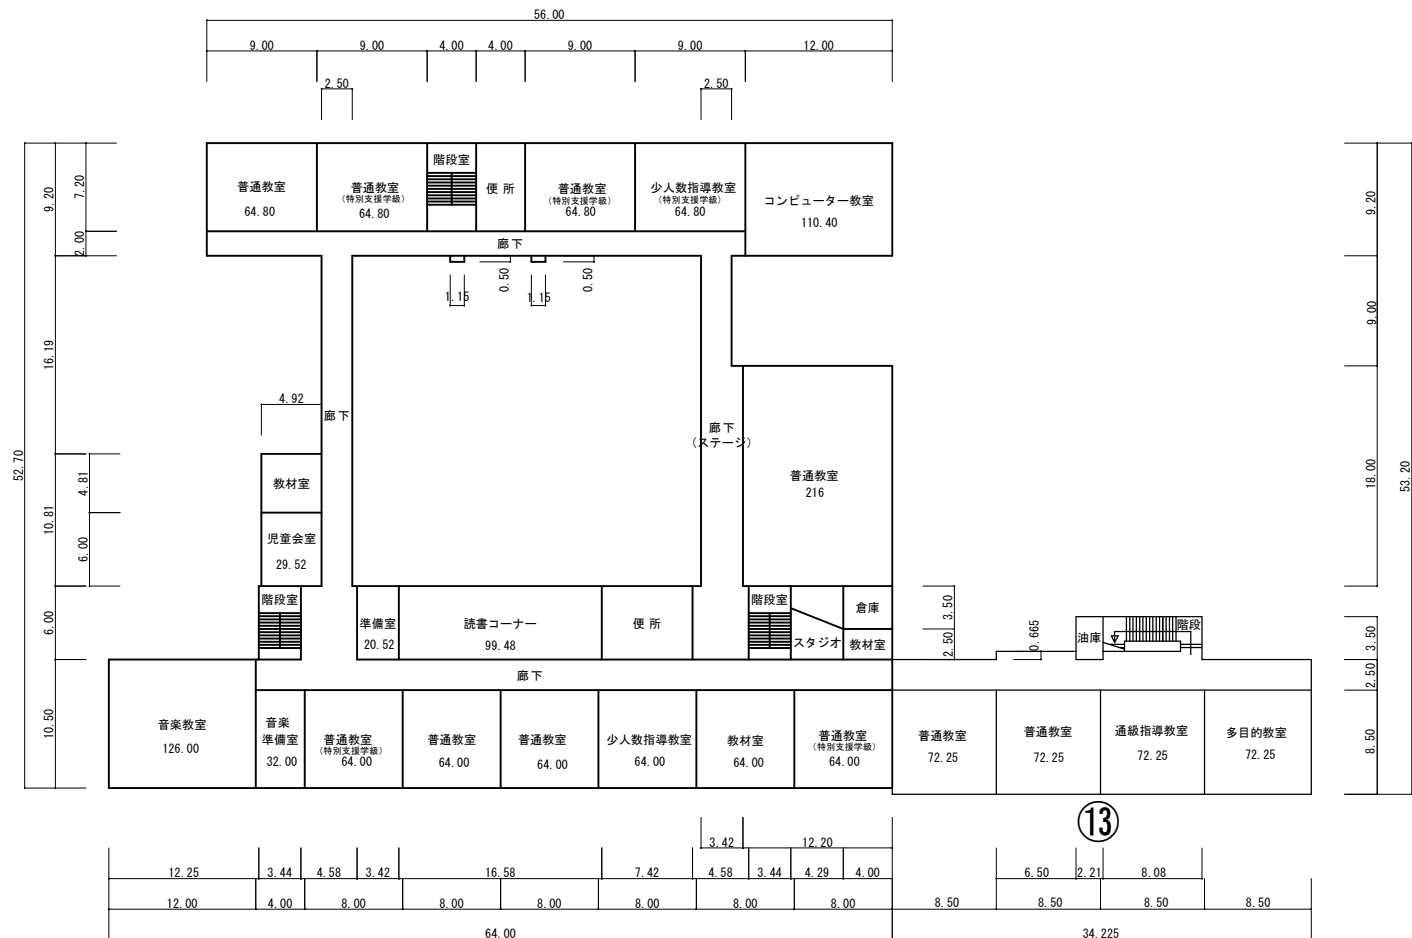 56.00
9.00 9.00 4.00 4.00 9.00 9.00 12.00
2.50 2.50
普通教室
64.80
普通教室
(特別支援学級)
64.80
階段室
便所
普通教室
(特別支援学級)
64.80
少人数指導教室
(特別支援学級)
64.80
コンピューター教室
110.40
廊下
9.20
7.20
2.00
16.19
52.70
10.81
4.81
6.00
6.00
10.50
1.15
0.50
1.15
0.50
4.92
廊下
廊下
(ステージ)
普通教室
216
教材室
児童会室
29.52
階段室
準備室
20.52
読書コーナー
99.48
便所
階段室
スタジオ
倉庫
教材室
3.50
2.50
0.665
油庫
階段
9.20
9.00
18.00
53.20
3.50
2.50
8.50
廊下
音楽教室
126.00
音楽
準備室
32.00
普通教室
(特別支援学級)
64.00
普通教室
64.00
普通教室
64.00
少人数指導教室
64.00
教材室
64.00
普通教室
(特別支援学級)
64.00
普通教室
72.25
普通教室
72.25
通級指導教室
72.25
多目的教室
72.25
⑬
3.42 12.20
12.25 3.44 4.58 3.42 16.58 7.42 4.58 3.44 4.29 4.00 6.50 2.21 8.08
12.00 4.00 8.00 8.00 8.00 8.00 8.00 8.00 8.50 8.50 8.50 8.50
64.00 34.225